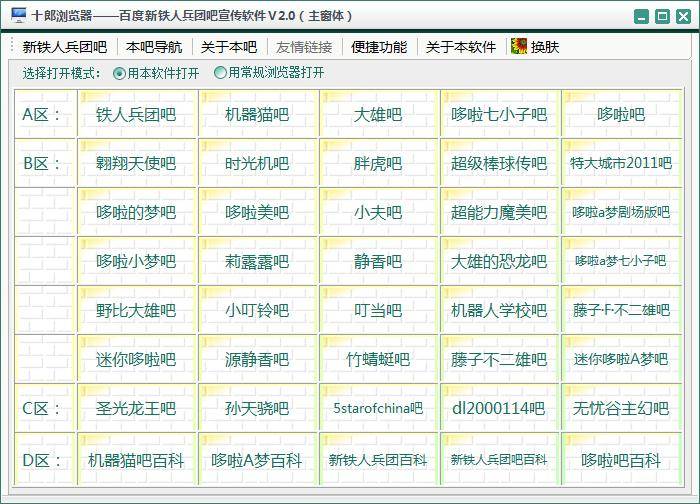 十郎浏览器——百度新铁人兵团吧宣传软件V2.0（主窗体）
新铁人兵团吧 本吧导航 关于本吧 友情链接 便捷功能 关于本软件 换肤
选择打开模式： 用本软件打开 用常规浏览器打开
A区： 铁人兵团吧 机器猫吧 大雄吧 哆啦七小子吧 哆啦吧
B区： 翱翔天使吧 时光机吧 胖虎吧 超级棒球传吧 特大城市2011吧
哆啦的梦吧 哆啦美吧 小夫吧 超能力魔美吧 哆啦a梦剧场版吧
哆啦小梦吧 莉露露吧 静香吧 大雄的恐龙吧 哆啦a梦七小子吧
野比大雄吧 小叮铃吧 叮当吧 机器人学校吧 藤子·F·不二雄吧
迷你哆啦吧 源静香吧 竹蜻蜓吧 藤子不二雄吧 迷你哆啦A梦吧
C区： 圣光龙王吧 孙天骁吧 5starofchina吧 dl2000114吧 无忧谷主幻吧
D区： 机器猫吧百科 哆啦A梦百科 新铁人兵团百科 新铁人兵团吧百科 哆啦吧百科